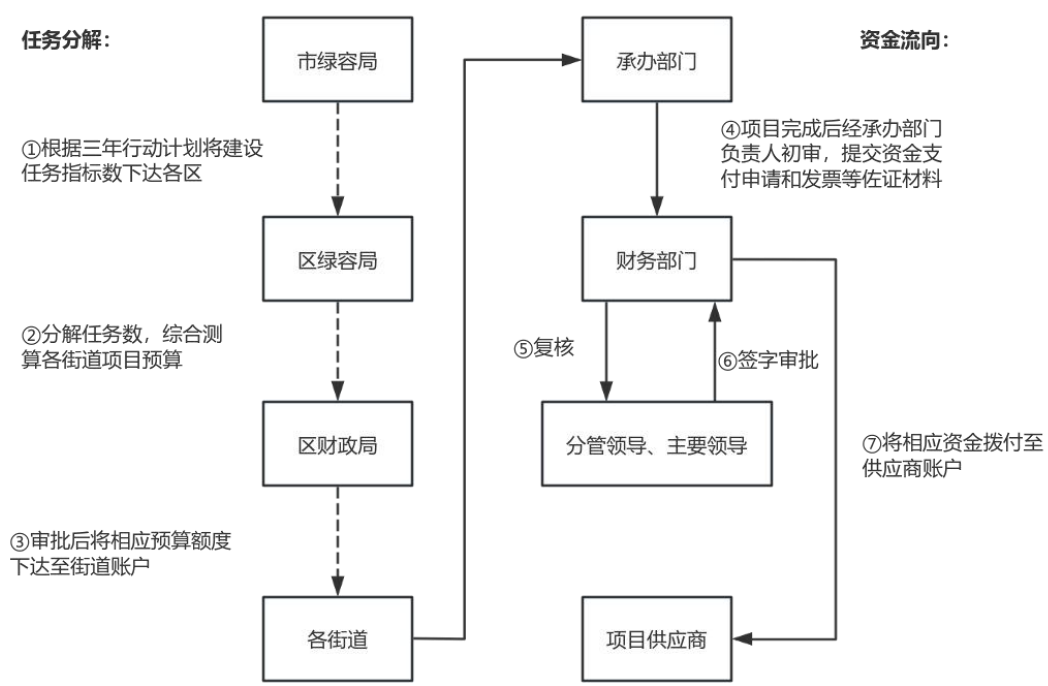 任务分解：
市绿容局
①根据三年行动计划将建设
任务指标数下达各区
区绿容局
②分解任务数，综合测
算各街道项目预算
区财政局
③审批后将相应预算额度
下达至街道账户
各街道
资金流向：
承办部门
④项目完成后经承办部门
负责人初审，提交资金支
付申请和发票等佐证材料
财务部门
⑤复核
⑥签字审批
分管领导、主要领导
⑦将相应资金拨付至
供应商账户
项目供应商